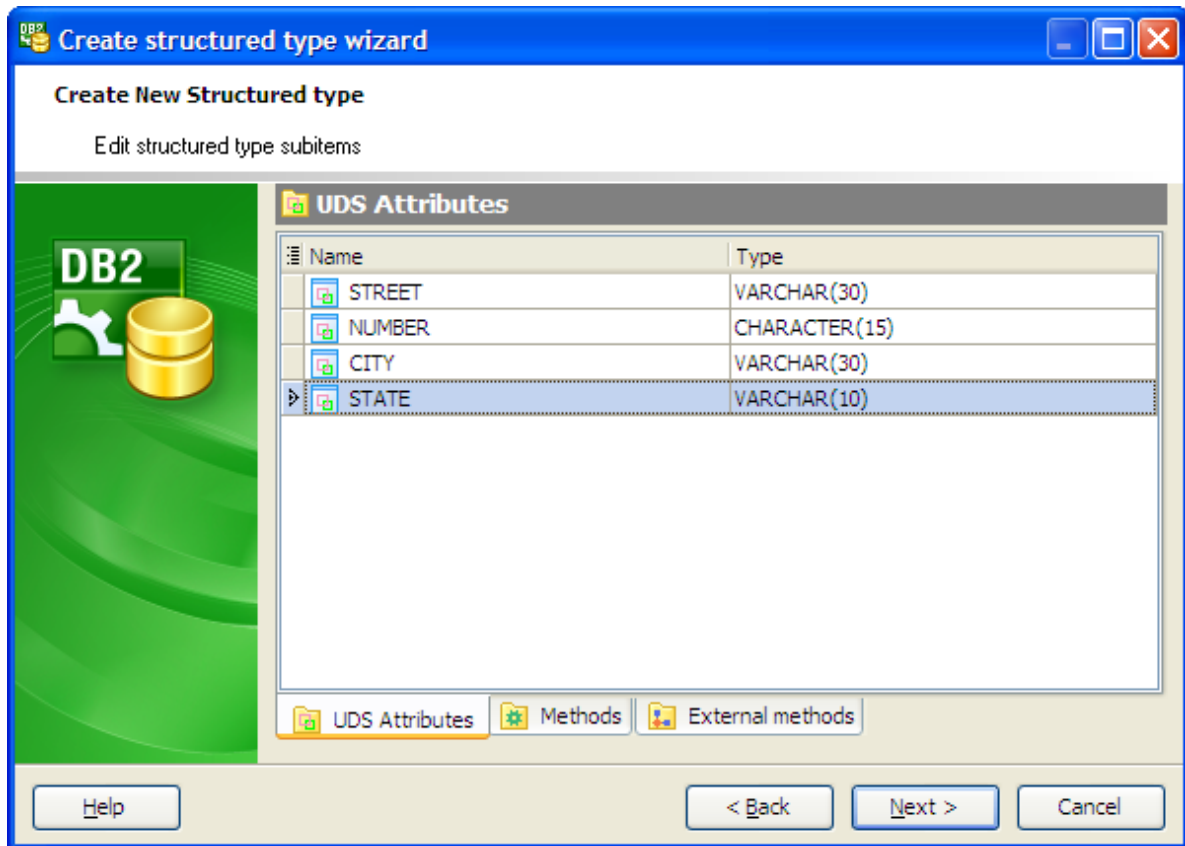 DB2
Create structured type wizard
Create New Structured type
Edit structured type subitems
DB2
UDS Attributes
Name Type
STREET VARCHAR(30)
NUMBER CHARACTER(15)
CITY VARCHAR(30)
STATE VARCHAR(10)
UDS Attributes Methods External methods
Help < Back Next > Cancel